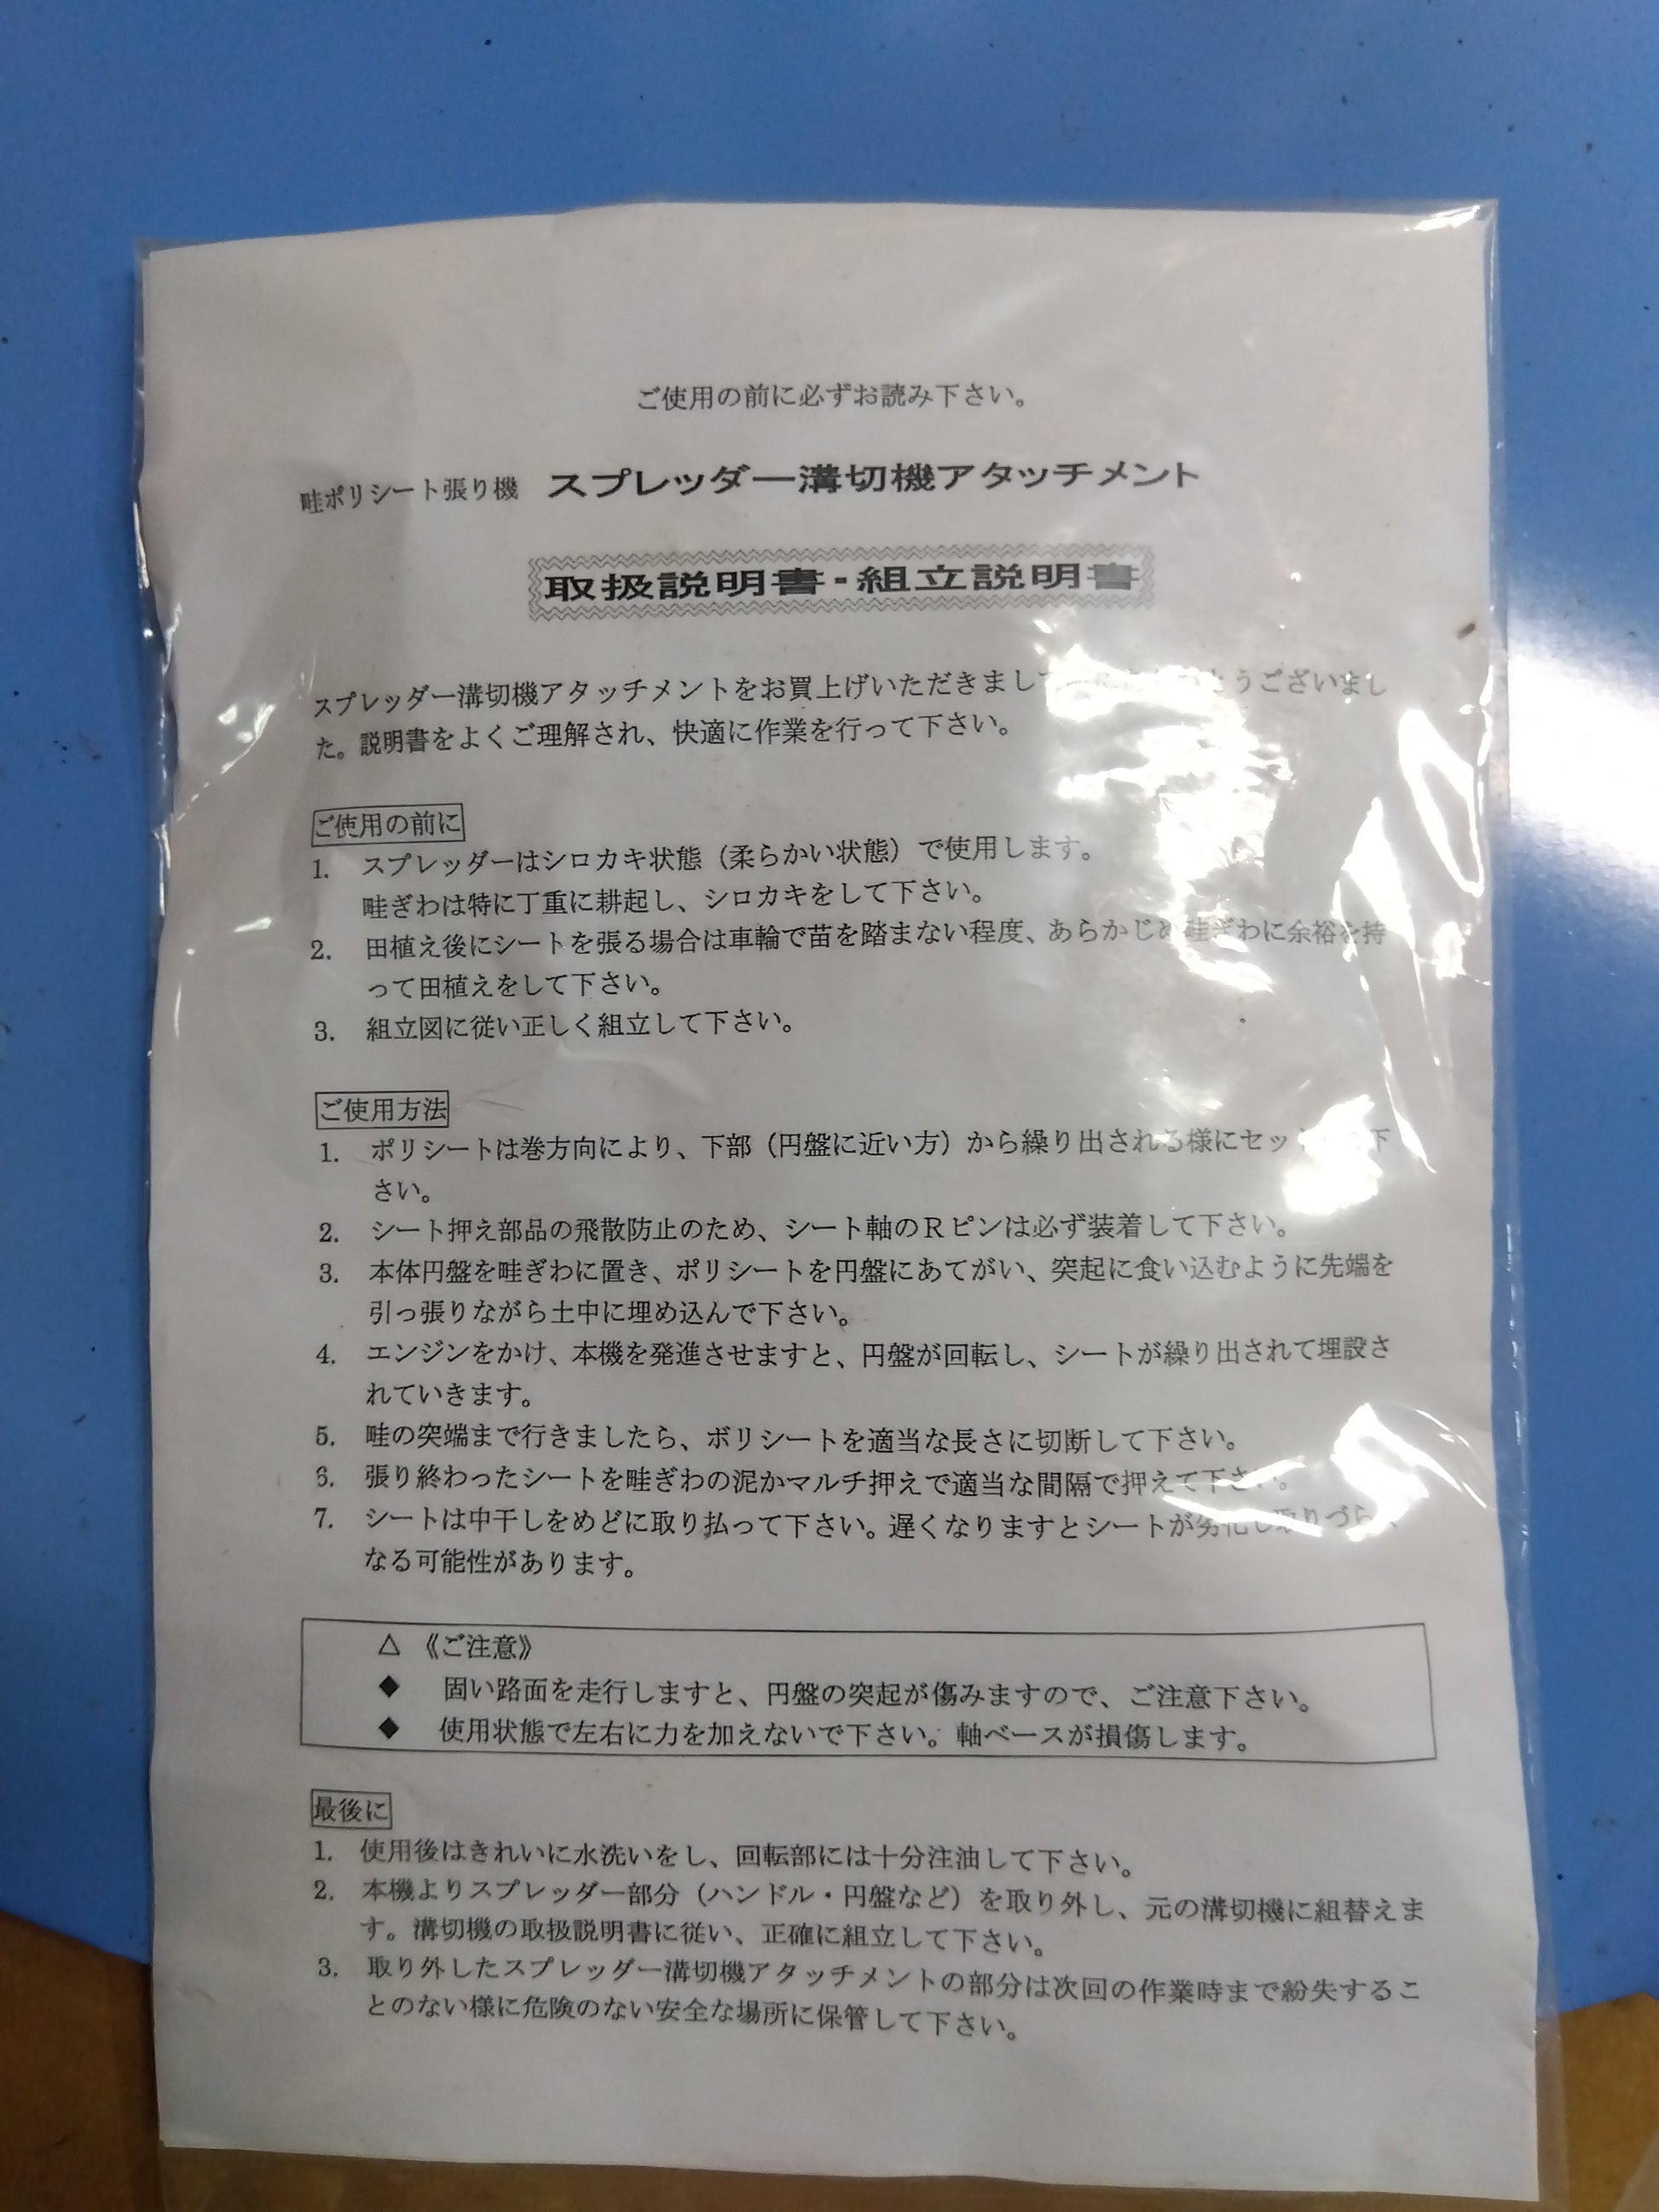 ご使用の前に必ずお読み下さい。
畦ポリシート張り機 スプレッダー溝切機アタッチメント
取扱説明書・組立説明書
スプレッダー溝切機アタッチメントをお買上げいただきまして とうございまし
た。説明書をよくご理解され、快適に作業を行って下さい。
ご使用の前に
1. スプレッダーはシロカキ状態（柔らかい状態）で使用します。
畦ぎわは特に丁重に耕起し、シロカキをして下さい。
2. 田植え後にシートを張る場合は車輪で苗を踏まない程度、あらかじめ畦ぎわに余裕を持
って田植えをして下さい。
3. 組立図に従い正しく組立して下さい。
ご使用方法
1. ポリシートは巻方向により、下部（円盤に近い方）から繰り出される様にセッ 下
さい。
2. シート押え部品の飛散防止のため、シート軸のRピンは必ず装着して下さい。
3. 本体円盤を畦ぎわに置き、ポリシートを円盤にあてがい、突起に食い込むように先端を
引っ張りながら土中に埋め込んで下さい。
4. エンジンをかけ、本機を発進させますと、円盤が回転し、シートが繰り出されて埋設さ
れていきます。
5. 畦の突端まで行きましたら、ポリシートを適当な長さに切断して下さい。
6. 張り終わったシートを畦ぎわの泥かマルチ押えで適当な間隔で押えて下さい。
7. シートは中干しをめどに取り払って下さい。遅くなりますとシートが劣化し取りづらく
なる可能性があります。
△ 《ご注意》
◆ 固い路面を走行しますと、円盤の突起が傷みますので、ご注意下さい。
◆ 使用状態で左右に力を加えないで下さい。軸ベースが損傷します。
最後に
1. 使用後はきれいに水洗いをし、回転部には十分注油して下さい。
2. 本機よりスプレッダー部分（ハンドル・円盤など）を取り外し、元の溝切機に組替えま
す。溝切機の取扱説明書に従い、正確に組立して下さい。
3. 取り外したスプレッダー溝切機アタッチメントの部分は次回の作業時まで紛失するこ
とのない様に危険のない安全な場所に保管して下さい。